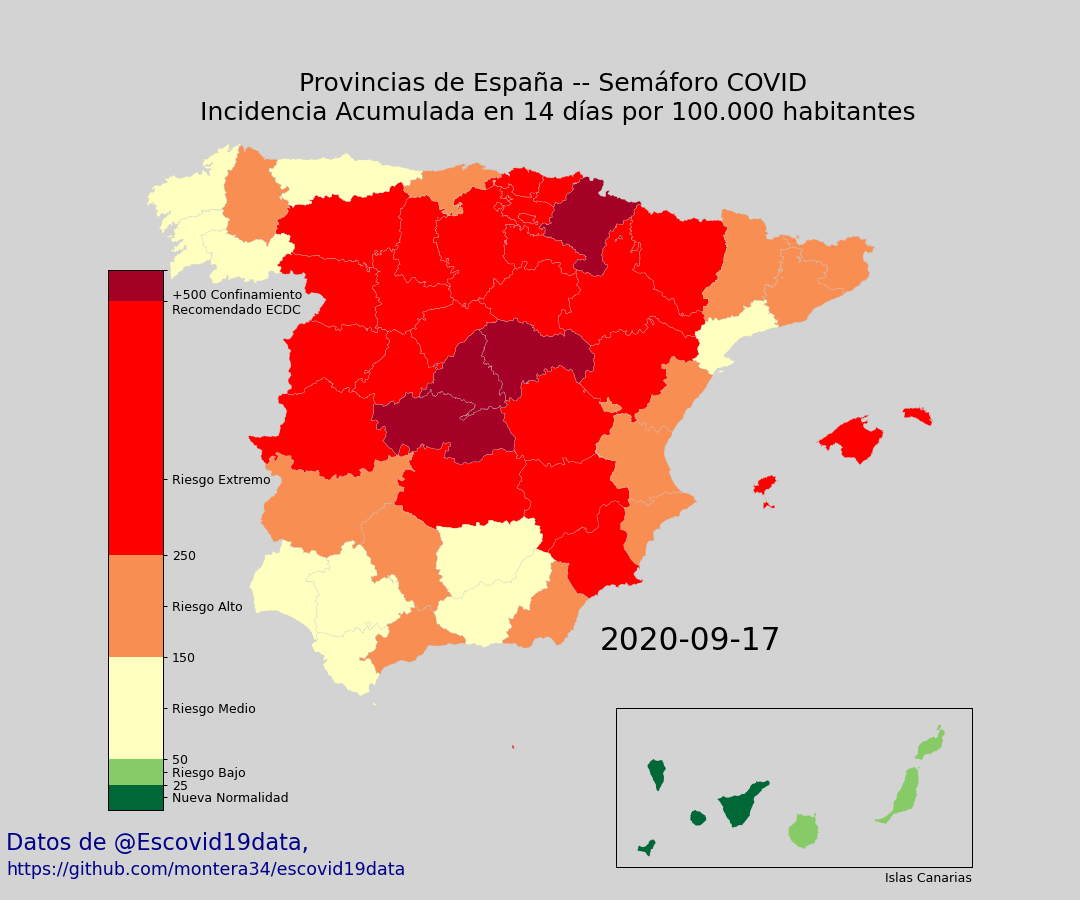 Provincias de España -- Semáforo COVID
Incidencia Acumulada en 14 días por 100.000 habitantes
+500 Confinamiento
Recomendado ECDC
Riesgo Extremo
250
Riesgo Alto
150
Riesgo Medio
50
Riesgo Bajo
25
Nueva Normalidad
2020-09-17
Islas Canarias
Datos de @Escovid19data,
https://github.com/montera34/escovid19data